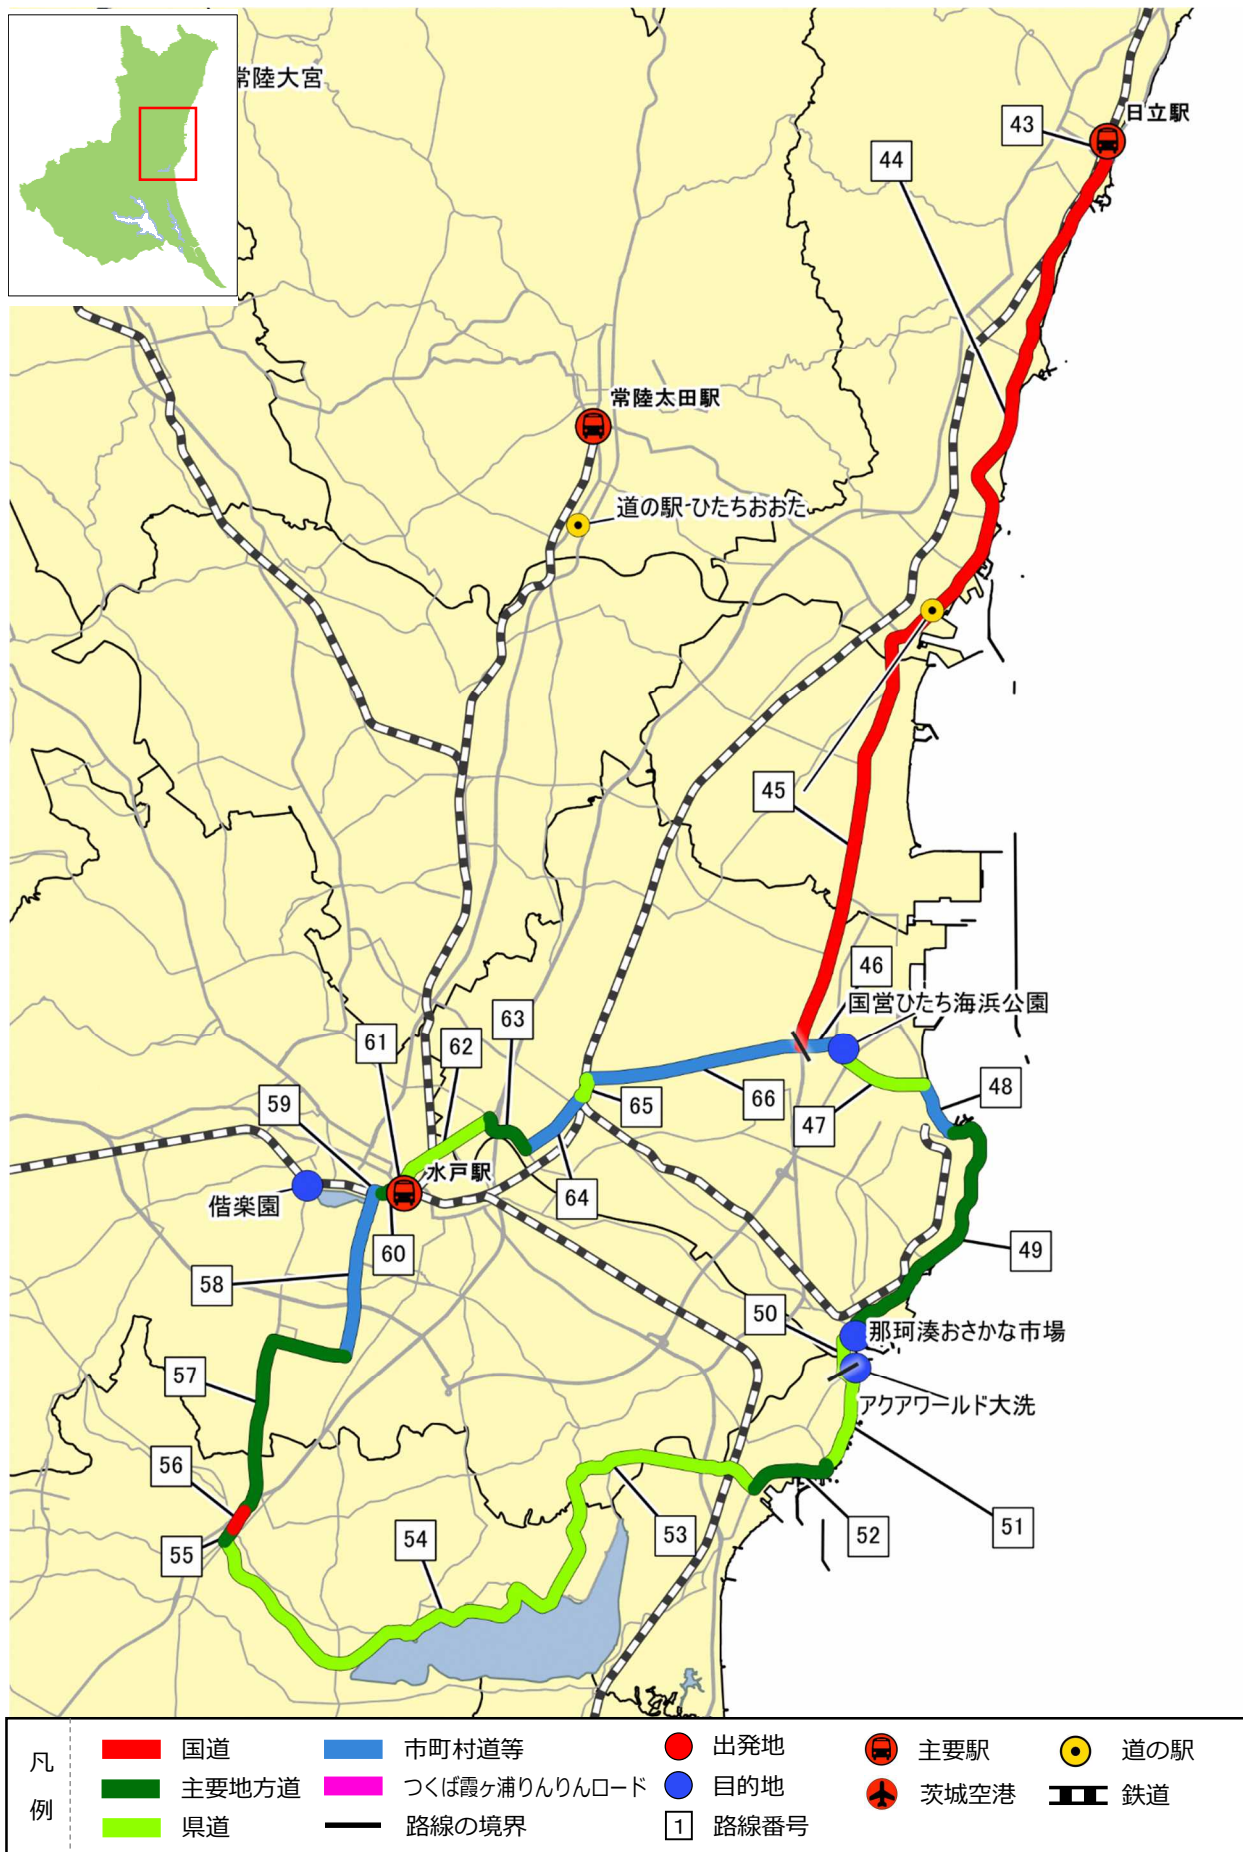 常陸大宮
日立駅
43
44
常陸太田駅
道の駅 ひたちおおた
45
46
国営ひたち海浜公園
63
61
62
59
65
66
47
48
水戸駅
偕楽園
64
60
49
58
50
那珂湊おさかな市場
57
アクアワールド大洗
56
53
52
51
54
55
凡例
国道
市町村道等
出発地
主要駅
道の駅
主要地方道
つくば霞ヶ浦りんりんロード
目的地
茨城空港
鉄道
県道
路線の境界
1 路線番号